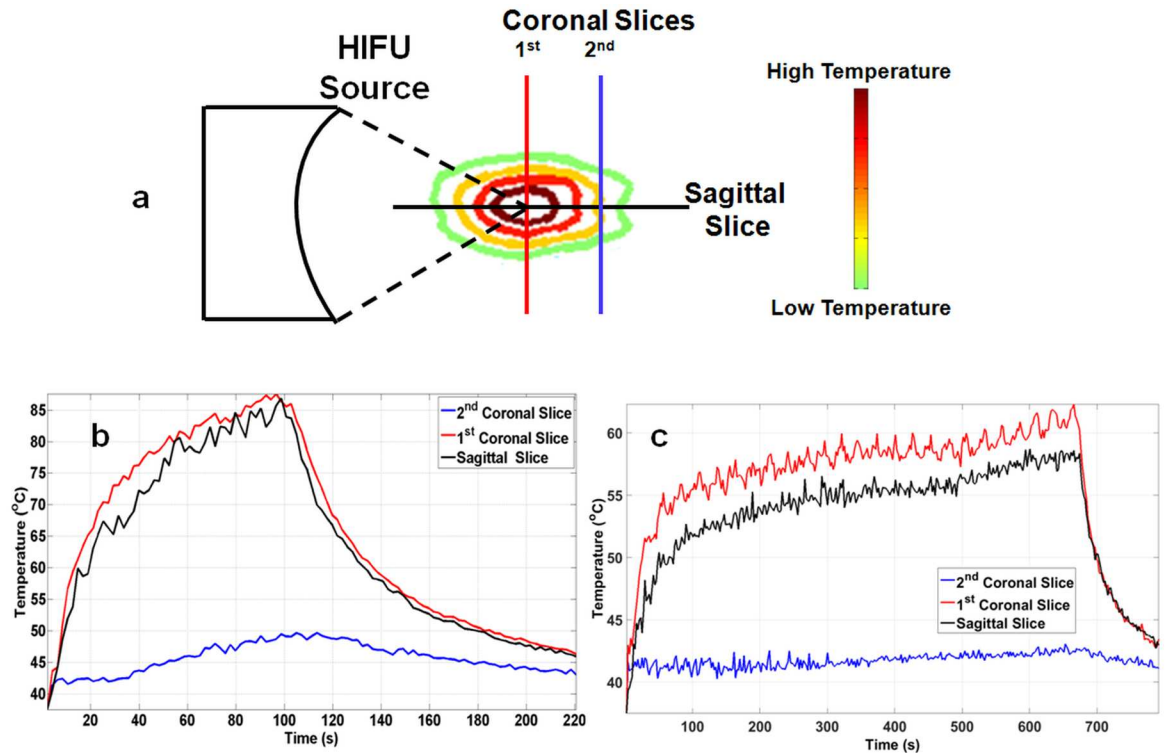 Coronal Slices
1st 2nd
HIFU
Source
High Temperature
a
Sagittal
Slice
Low Temperature
b
2nd Coronal Slice
1st Coronal Slice
Sagittal Slice
Temperature (°C)
85
80
75
70
65
60
55
50
45
40
20 40 60 80 100 120 140 160 180 200 220
Time (s)
c
2nd Coronal Slice
1st Coronal Slice
Sagittal Slice
Temperature (°C)
60
55
50
45
40
100 200 300 400 500 600 700
Time (s)